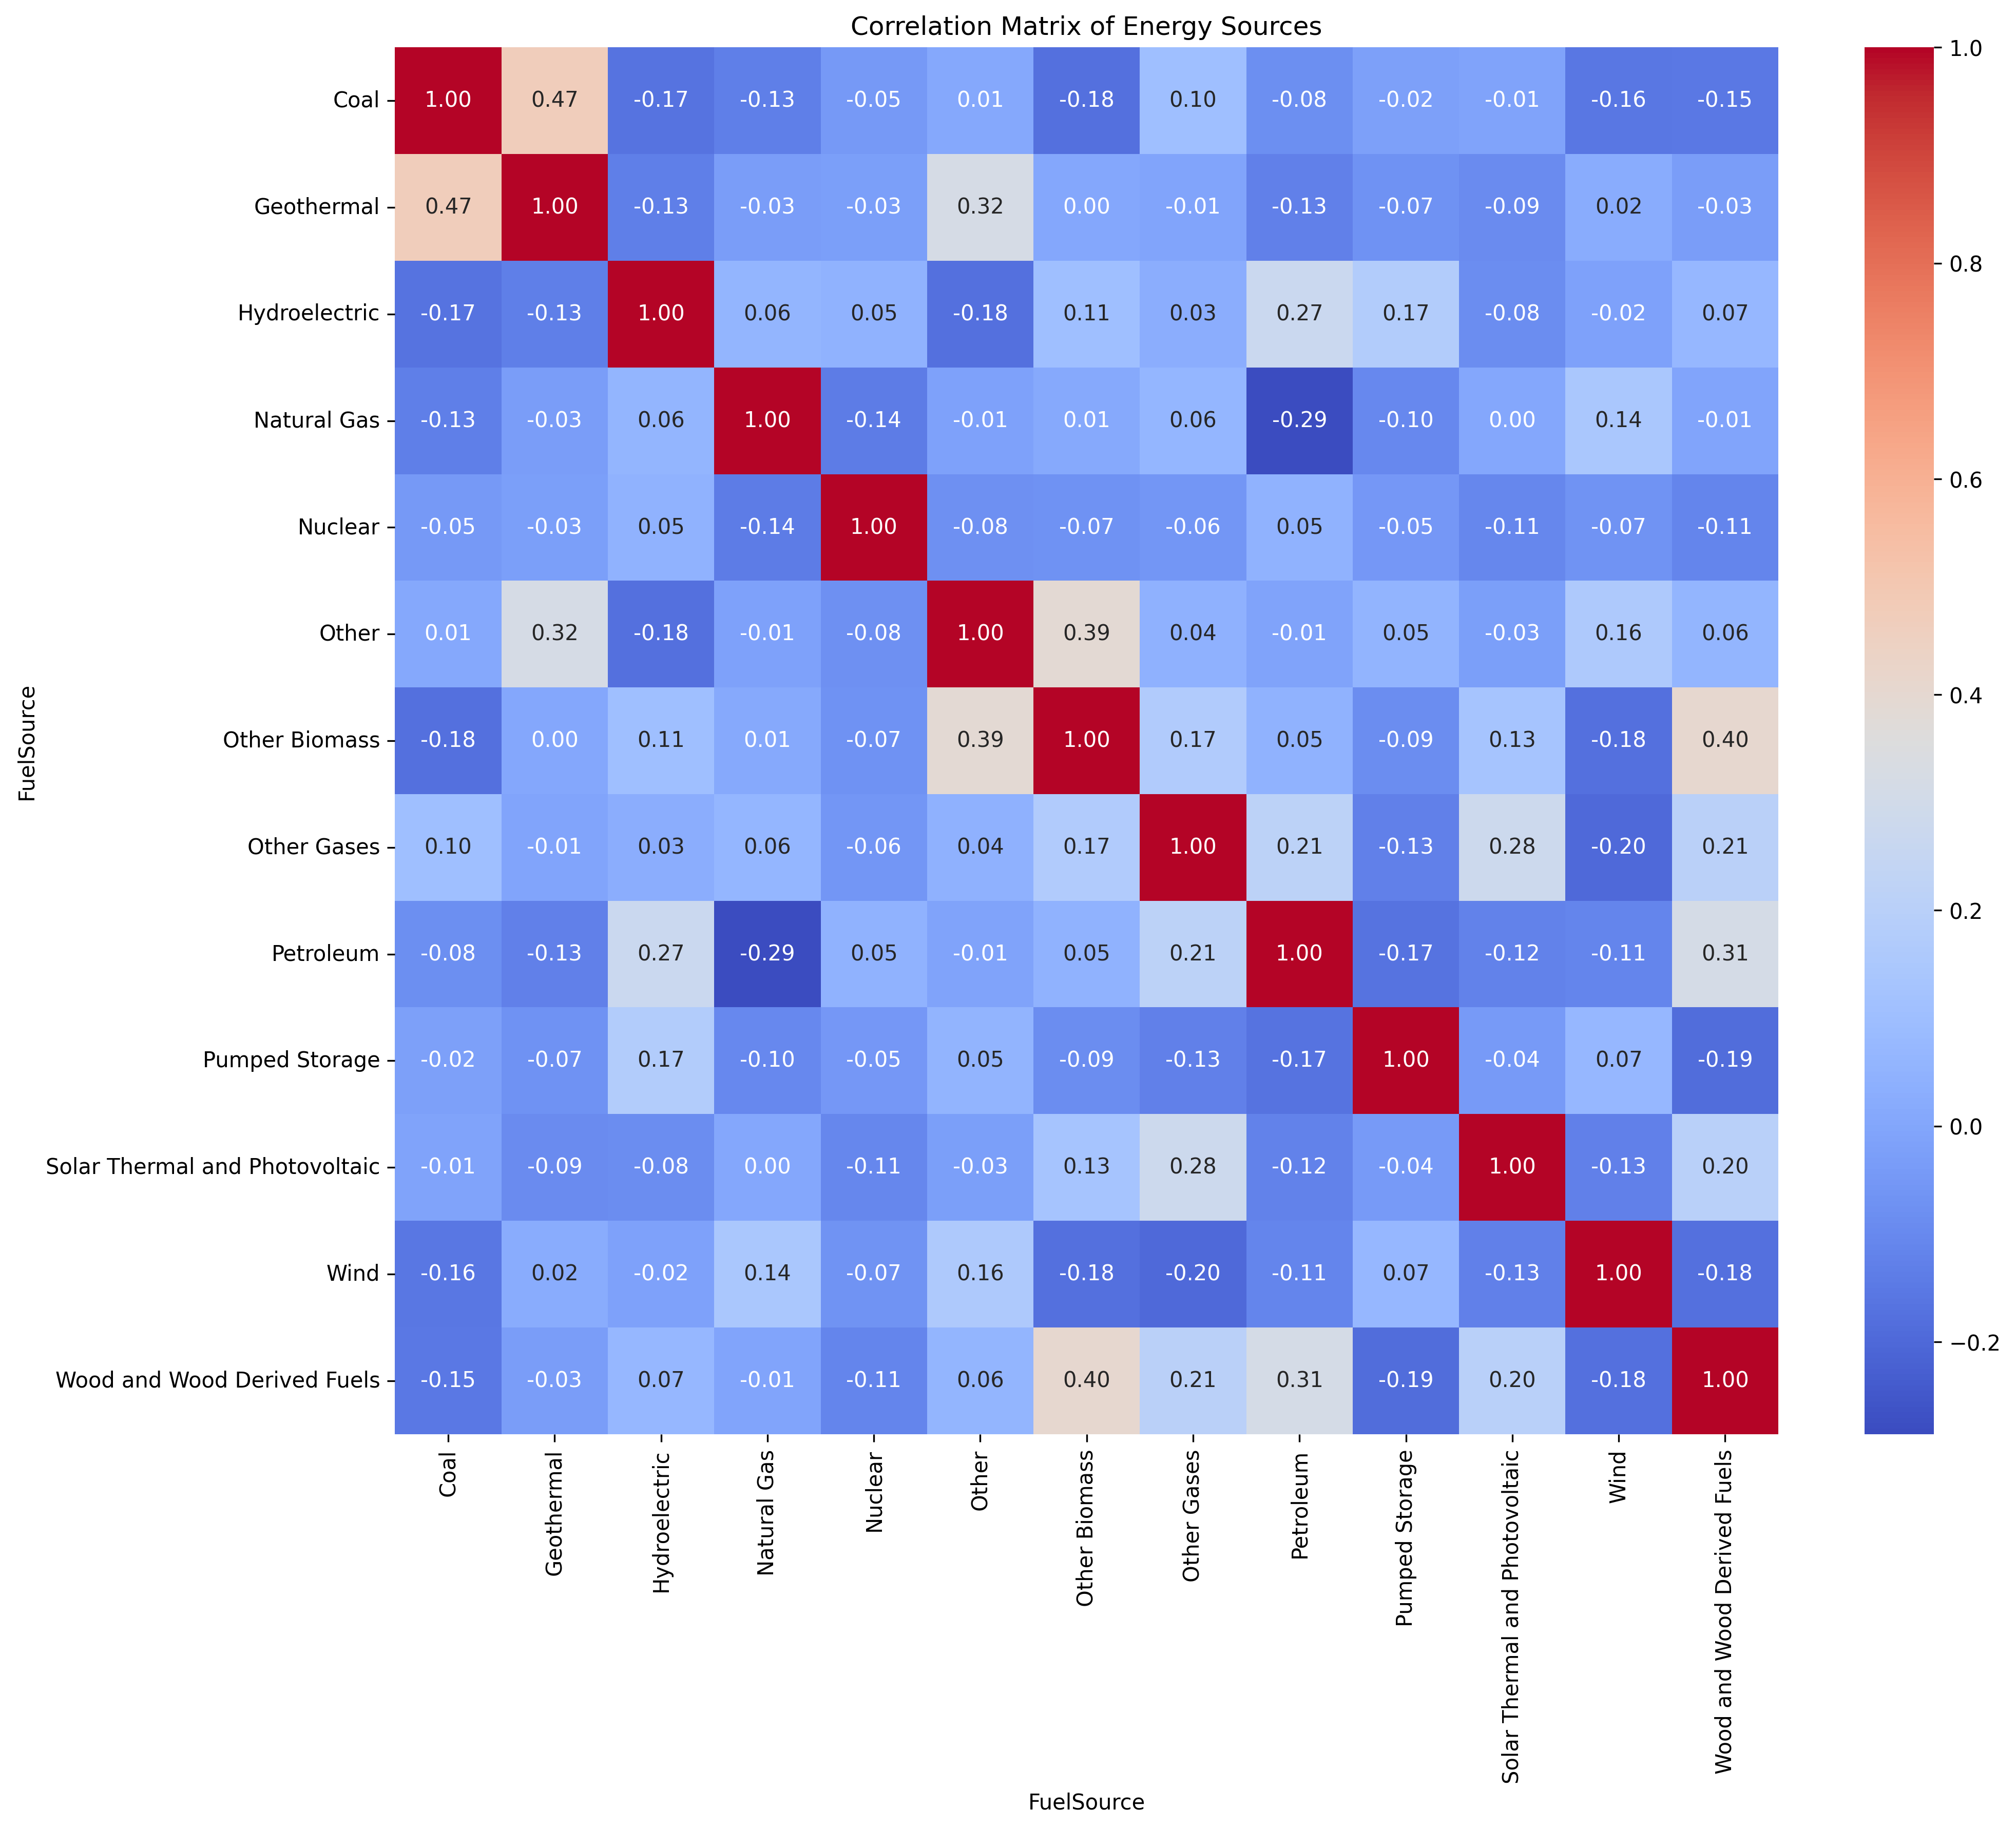 Correlation Matrix of Energy Sources
Coal 1.00 0.47 -0.17 -0.13 -0.05 0.01 -0.18 0.10 -0.08 -0.02 -0.01 -0.16 -0.15
Geothermal 0.47 1.00 -0.13 -0.03 -0.03 0.32 0.00 -0.01 -0.13 -0.07 -0.09 0.02 -0.03
Hydroelectric -0.17 -0.13 1.00 0.06 0.05 -0.18 0.11 0.03 0.27 0.17 -0.08 -0.02 0.07
Natural Gas -0.13 -0.03 0.06 1.00 -0.14 -0.01 0.01 0.06 -0.29 -0.10 0.00 0.14 -0.01
Nuclear -0.05 -0.03 0.05 -0.14 1.00 -0.08 -0.07 -0.06 0.05 -0.05 -0.11 -0.07 -0.11
Other 0.01 0.32 -0.18 -0.01 -0.08 1.00 0.39 0.04 -0.01 0.05 -0.03 0.16 0.06
Other Biomass -0.18 0.00 0.11 0.01 -0.07 0.39 1.00 0.17 0.05 -0.09 0.13 -0.18 0.40
Other Gases 0.10 -0.01 0.03 0.06 -0.06 0.04 0.17 1.00 0.21 -0.13 0.28 -0.20 0.21
Petroleum -0.08 -0.13 0.27 -0.29 0.05 -0.01 0.05 0.21 1.00 -0.17 -0.12 -0.11 0.31
Pumped Storage -0.02 -0.07 0.17 -0.10 -0.05 0.05 -0.09 -0.13 -0.17 1.00 -0.04 0.07 -0.19
Solar Thermal and Photovoltaic -0.01 -0.09 -0.08 0.00 -0.11 -0.03 0.13 0.28 -0.12 -0.04 1.00 -0.13 0.20
Wind -0.16 0.02 -0.02 0.14 -0.07 0.16 -0.18 -0.20 -0.11 0.07 -0.13 1.00 -0.18
Wood and Wood Derived Fuels -0.15 -0.03 0.07 -0.01 -0.11 0.06 0.40 0.21 0.31 -0.19 0.20 -0.18 1.00
FuelSource
Coal
Geothermal
Hydroelectric
Natural Gas
Nuclear
Other
Other Biomass
Other Gases
Petroleum
Pumped Storage
Solar Thermal and Photovoltaic
Wind
Wood and Wood Derived Fuels
FuelSource
1.0
0.8
0.6
0.4
0.2
0.0
−0.2